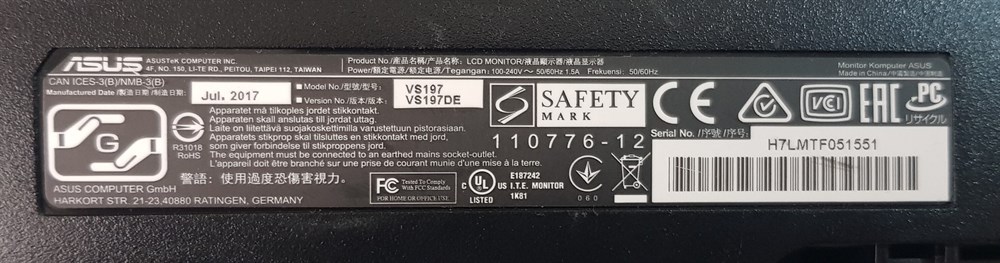 ASUS
ASUSTeK COMPUTER INC.
4F, NO. 150, LI-TE RD., PEITOU, TAIPEI 112, TAIWAN
Product No./產品名稱/产品名称: LCD MONITOR/液晶顯示器/液晶显示器
Power/額定電源/额定电源/Tegangan: 100-240V~ 50/60Hz 1.5A Frekuensi: 50/60Hz
Monitor Komputer ASUS
Made in China/中國製造/中国制造
CAN ICES-3(B)/NMB-3(B)
Manufactured Date/製造日期/制造日期:
Jul. 2017
Model No./型號/型号: VS197
Version No./版本/版本: VS197DE
G
R31018
RoHS
Apparatet må tilkoples jordet stikkontakt.
Apparaten skall anslutas till jordat uttag.
Laite on liitettävä suojakoskettimilla varustettuun pistorasiaan.
Apparatets stikprop skal tilsluttes en stikkontakt med jord,
som giver forbindelse til stikproppens jord.
The equipment must be connected to an earthed mains socket-outlet.
L'appareil doit être branché sur une prise de courant munie d'une mise à la terre.
警語: 使用過度恐傷害視力。
ASUS COMPUTER GmbH
HARKORT STR. 21-23,40880 RATINGEN, GERMANY
S
SAFETY
MARK
110776-12
CE
VCI
EAC
PC
リサイクル
FC Tested To Comply
With FCC Standards
FOR HOME OR OFFICE USE
C UL US
LISTED
E187242
I.T.E. MONITOR
1K81
060
Serial No./序號/序号:
H7LMTF051551